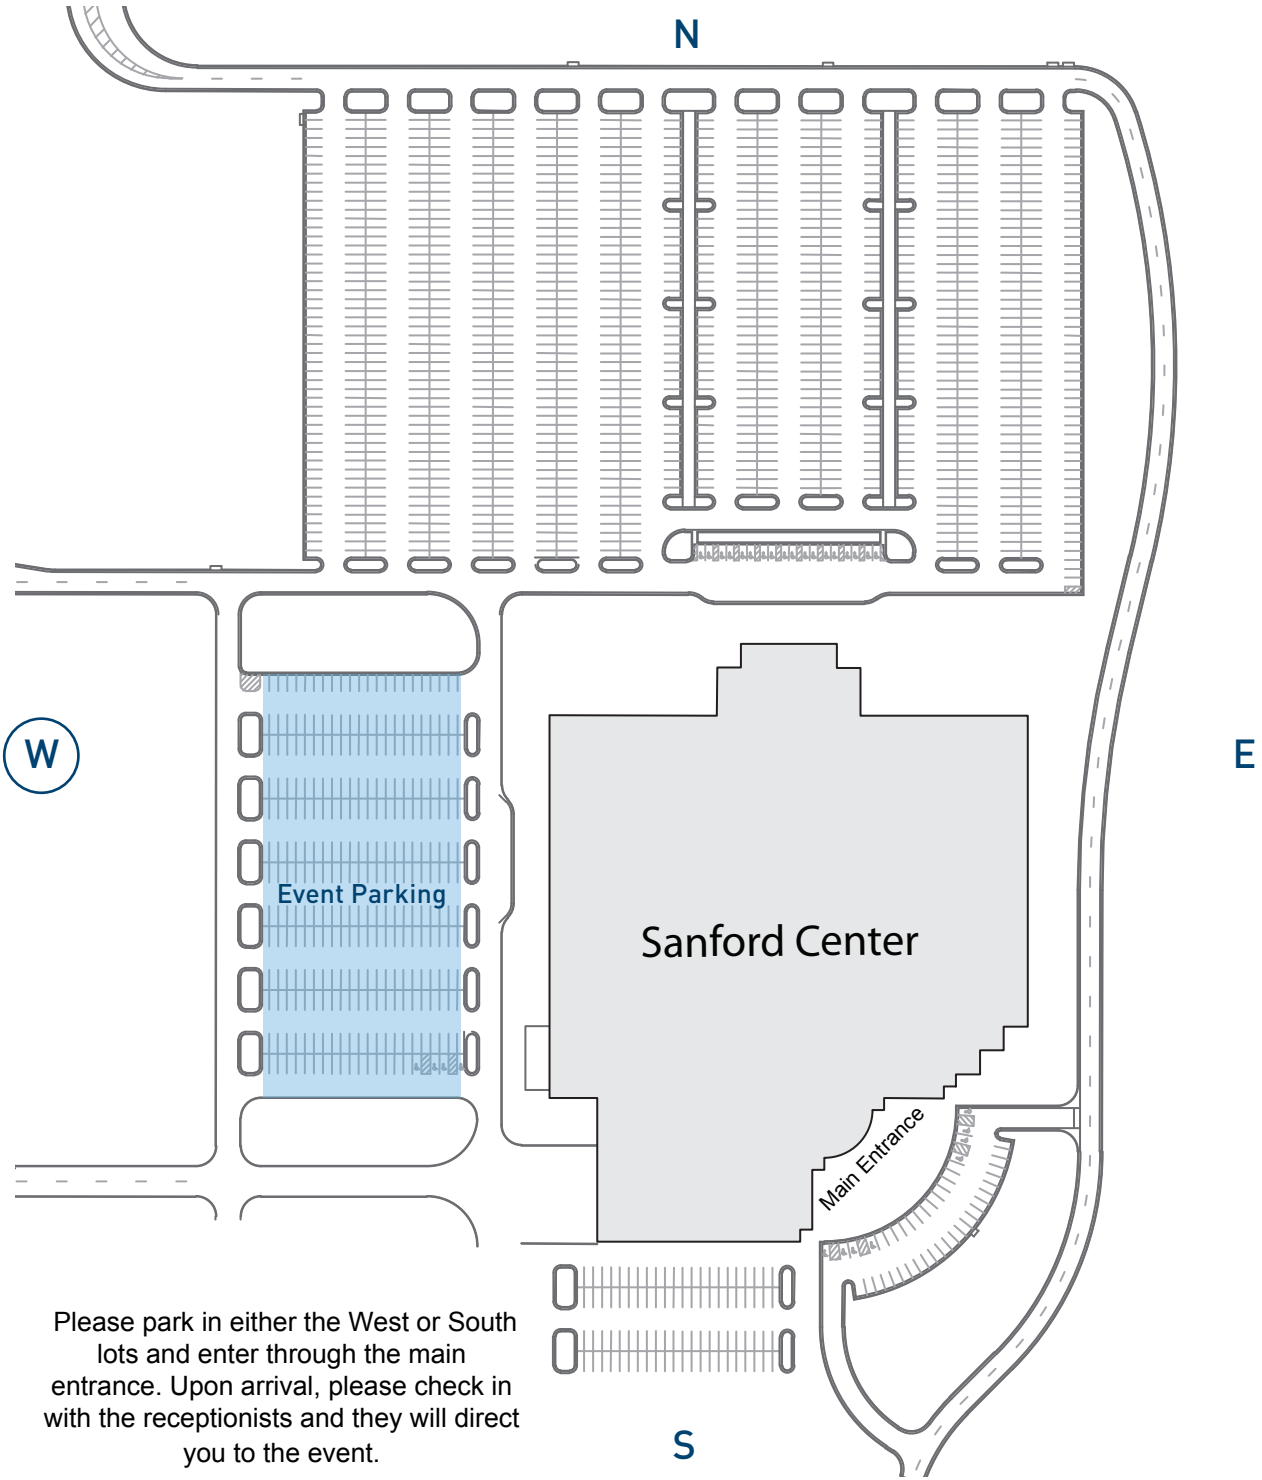 N
W
E
Event Parking
Sanford Center
Main Entrance
Please park in either the West or South
lots and enter through the main
entrance. Upon arrival, please check in
with the receptionists and they will direct
you to the event.
S